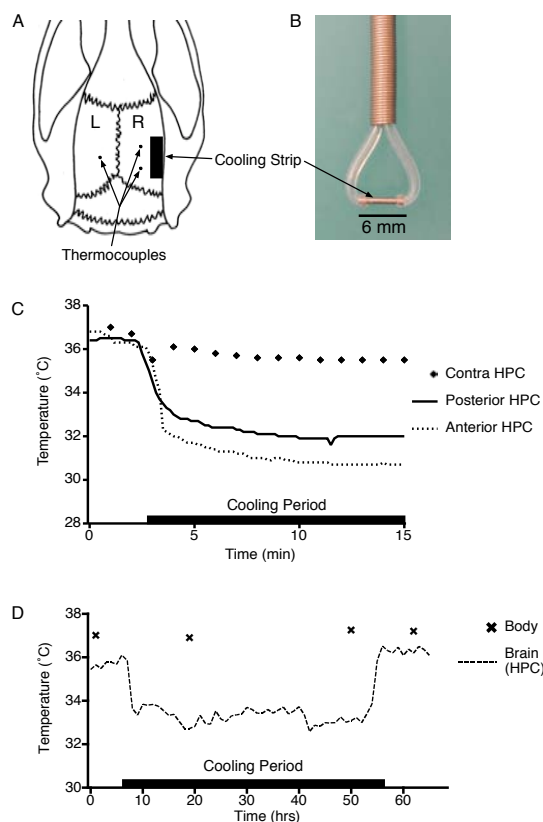 A
B
L
R
Cooling Strip
Thermocouples
6 mm
C
38
36
34
32
30
28
Temperature (˚C)
Contra HPC
Posterior HPC
Anterior HPC
Cooling Period
0
5
10
15
Time (min)
D
38
36
34
32
30
Temperature (˚C)
Body
Brain
(HPC)
Cooling Period
0
10
20
30
40
50
60
Time (hrs)